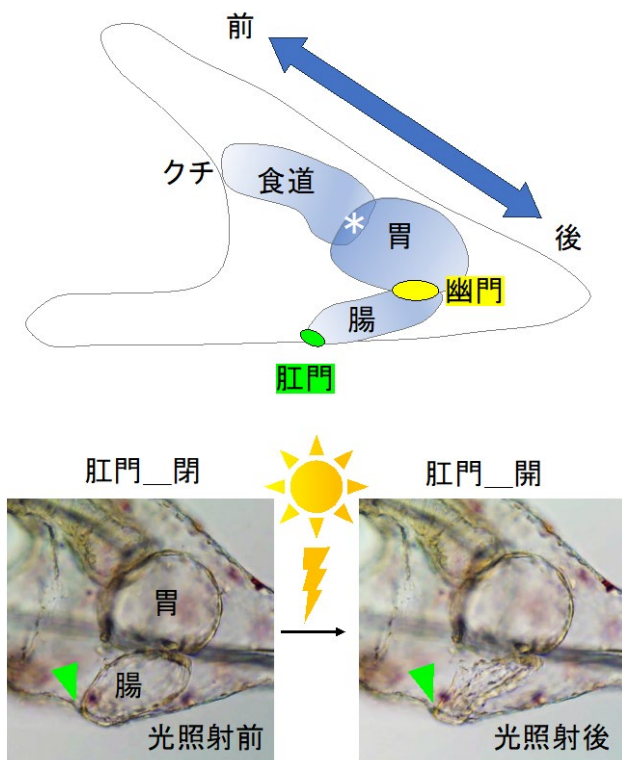 前
クチ
食道
*
胃
後
幽門
腸
肛門
肛門__閉
肛門__開
胃
腸
光照射前
光照射後